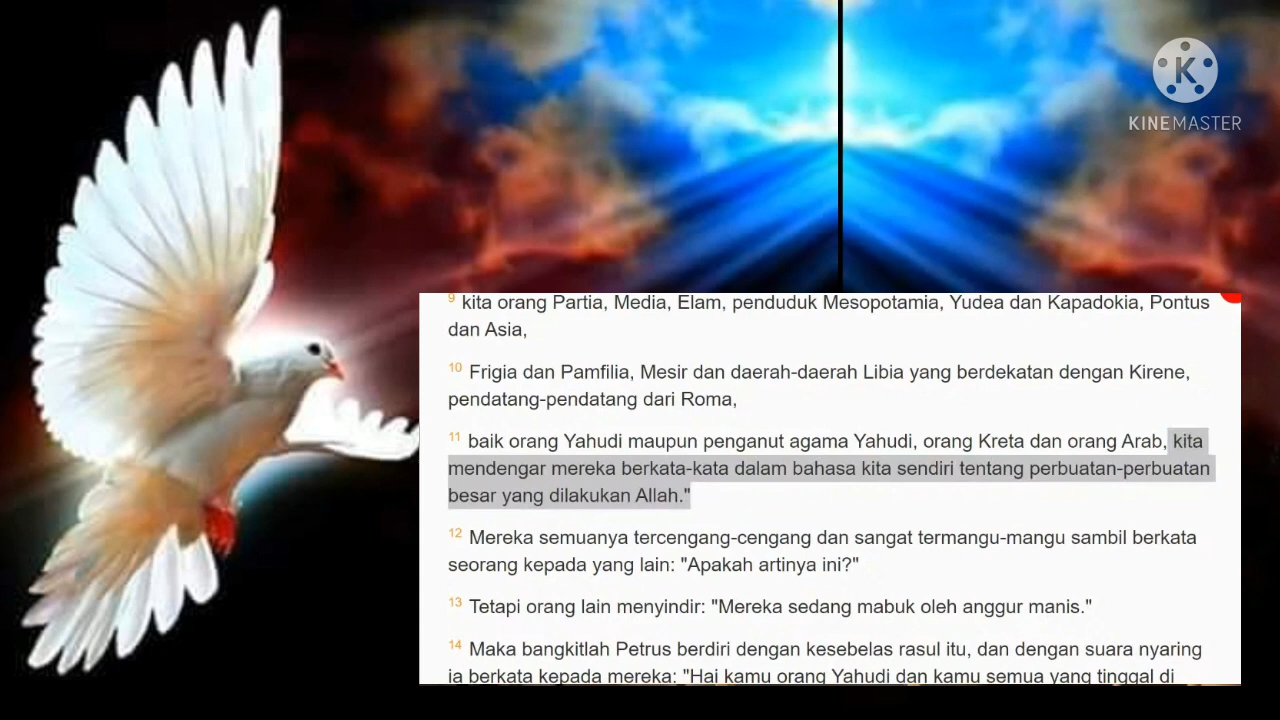 K
KINEMASTER
9 kita orang Partia, Media, Elam, penduduk Mesopotamia, Yudea dan Kapadokia, Pontus
dan Asia,
10 Frigia dan Pamfilia, Mesir dan daerah-daerah Libia yang berdekatan dengan Kirene,
pendatang-pendatang dari Roma,
11 baik orang Yahudi maupun penganut agama Yahudi, orang Kreta dan orang Arab, kita
mendengar mereka berkata-kata dalam bahasa kita sendiri tentang perbuatan-perbuatan
besar yang dilakukan Allah."
12 Mereka semuanya tercengang-cengang dan sangat termangu-mangu sambil berkata
seorang kepada yang lain: "Apakah artinya ini?"
13 Tetapi orang lain menyindir: "Mereka sedang mabuk oleh anggur manis."
14 Maka bangkitlah Petrus berdiri dengan kesebelas rasul itu, dan dengan suara nyaring
ia berkata kepada mereka: "Hai kamu orang Yahudi dan kamu semua yang tinggal di